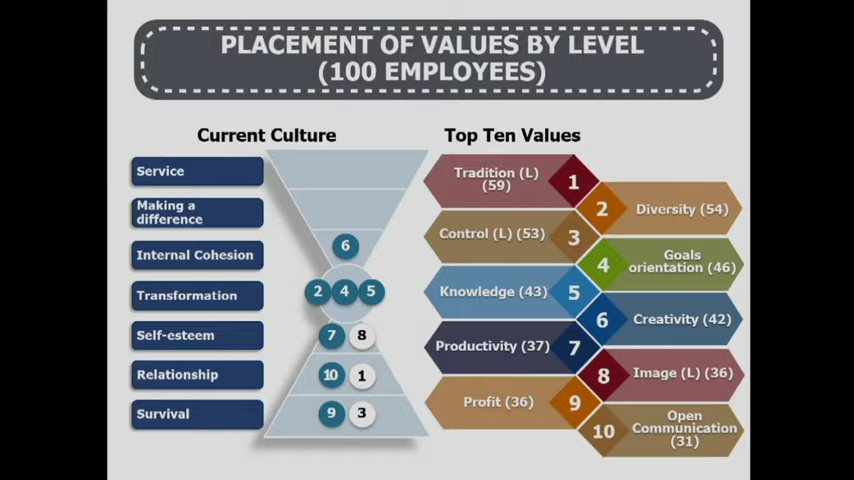 PLACEMENT OF VALUES BY LEVEL
(100 EMPLOYEES)
Current Culture
Service
Making a
difference
Internal Cohesion
Transformation
Self-esteem
Relationship
Survival
6
2 4 5
7 8
10 1
9 3
Top Ten Values
Tradition (L)
(59)
1
2
Diversity (54)
Control (L) (53)
3
4
Goals
orientation (46)
Knowledge (43)
5
6
Creativity (42)
Productivity (37)
7
8
Image (L) (36)
Profit (36)
9
10
Open
Communication
(31)